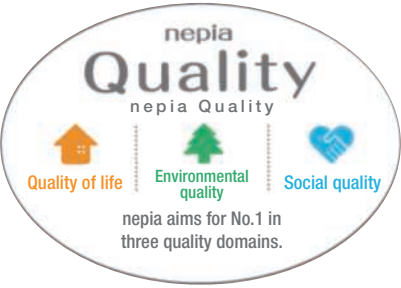 nepia
Quality
nepia Quality
Quality of life
Environmental
quality
Social quality
nepia aims for No.1 in
three quality domains.